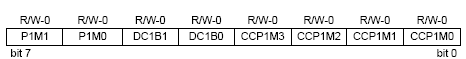 R/W-0 R/W-0 R/W-0 R/W-0 R/W-0 R/W-0 R/W-0 R/W-0
P1M1 P1M0 DC1B1 DC1B0 CCP1M3 CCP1M2 CCP1M1 CCP1M0
bit 7 bit 0